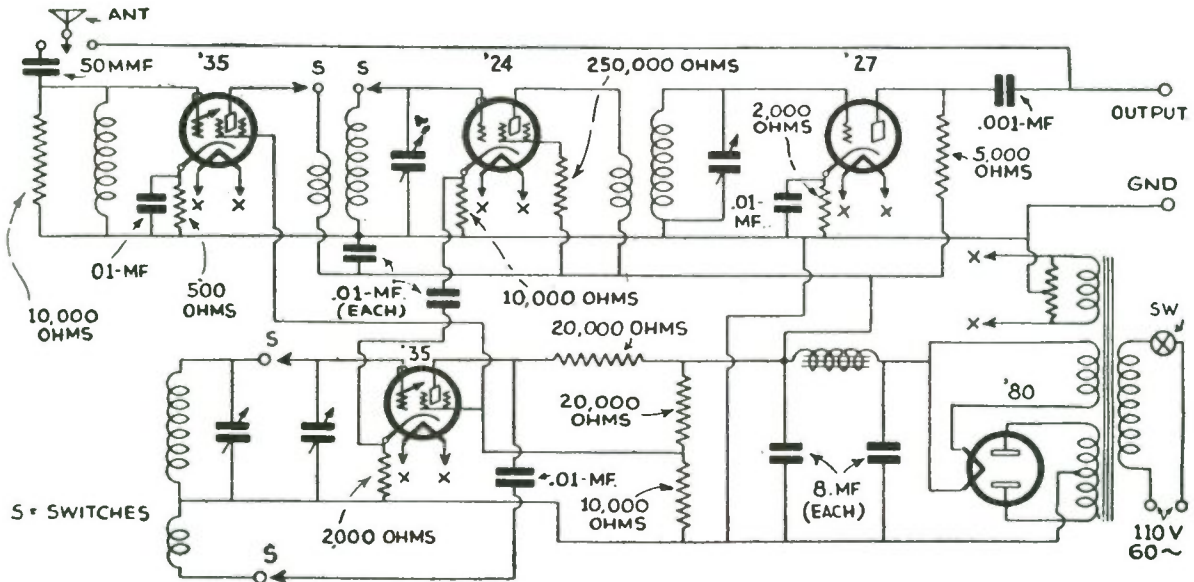 ANT
50 MMF
'35
S
S
'24
250,000 OHMS
'27
2,000
OHMS
.001-MF
OUTPUT
5,000
OHMS
GND
.01-
MF
X X
X X
X X
01-MF
500
OHMS
10,000
OHMS
.01-MF.
(EACH)
10,000 OHMS
20,000 OHMS
X
X
SW
S
'35
20,000
OHMS
'80
X X
.01-MF.
10,000
OHMS
8. MF
(EACH)
S = SWITCHES
2,000 OHMS
S
110 V
60~